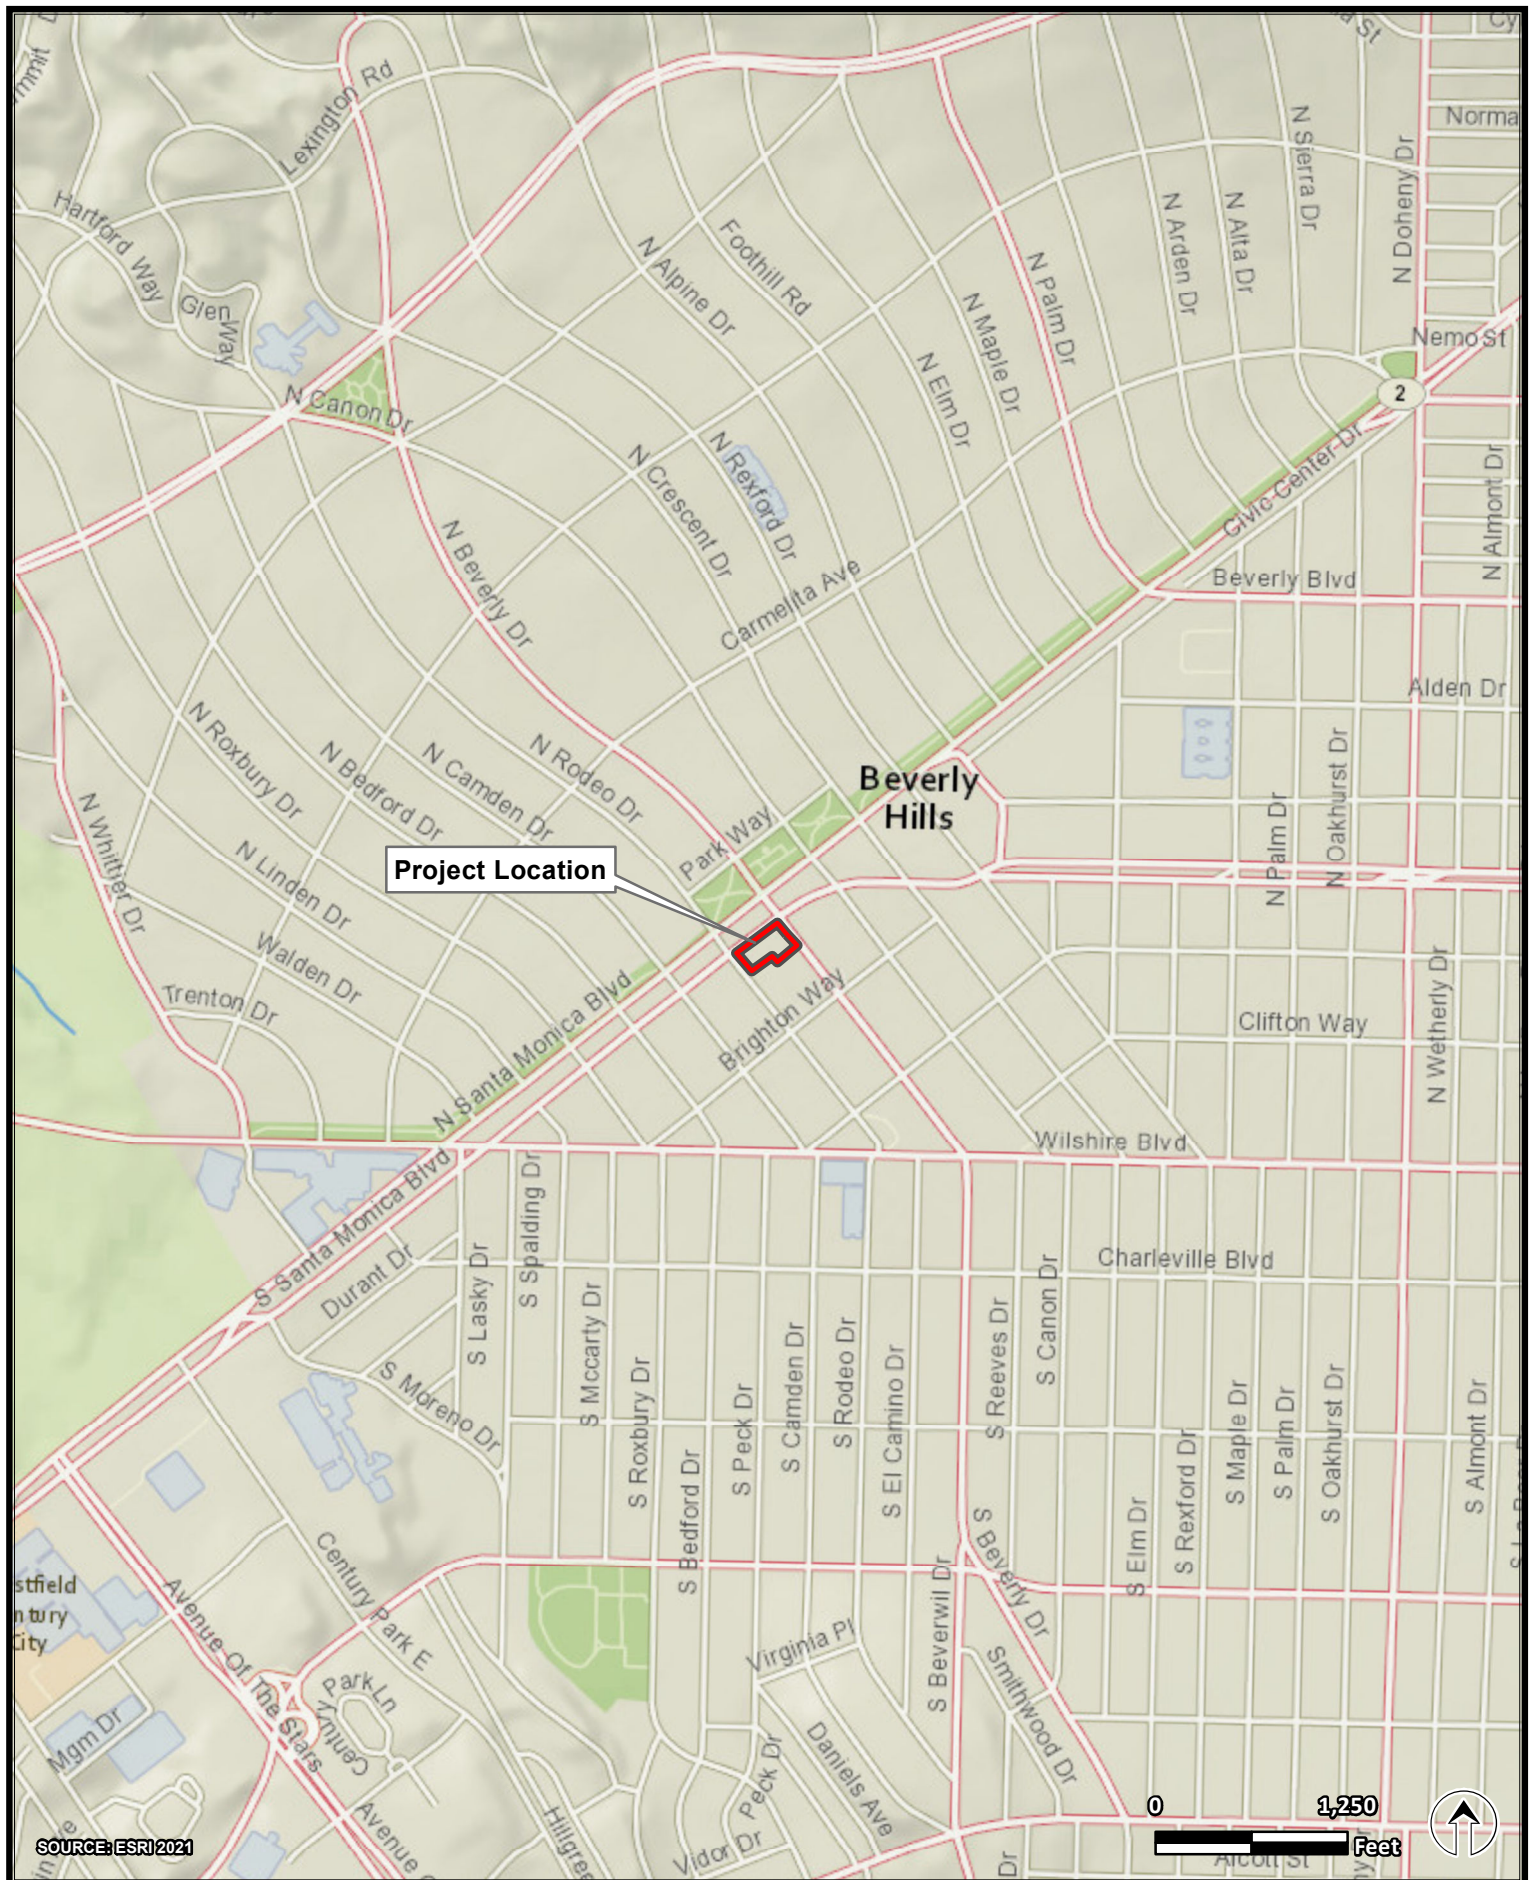 Lexington Rd
Norma
N Sierra Dr
N Doheny Dr
Hartford Way
N Arden Dr
N Alta Dr
Foothill Rd
N Alpine Dr
N Palm Dr
Glen Way
N Maple Dr
Nemo St
N Elm Dr
2
N Canon Dr
N Rexford Dr
N Crescent Dr
Civic Center Dr
N Almont Dr
N Beverly Dr
Carmelita Ave
Beverly Blvd
Alden Dr
N Roxbury Dr
N Bedford Dr
N Camden Dr
N Rodeo Dr
Beverly
Hills
N Oakhurst Dr
N Palm Dr
N Whittier Dr
Park Way
Project Location
N Linden Dr
Walden Dr
Trenton Dr
N Santa Monica Blvd
Brighton Way
Clifton Way
N Wetherly Dr
Wilshire Blvd
S Santa Monica Blvd
Durant Dr
S Lasky Dr
S Spalding Dr
Charleville Blvd
S Mccarty Dr
S Roxbury Dr
S Bedford Dr
S Peck Dr
S Camden Dr
S Rodeo Dr
S El Camino Dr
S Reeves Dr
S Canon Dr
S Moreno Dr
S Elm Dr
S Rexford Dr
S Maple Dr
S Palm Dr
S Oakhurst Dr
S Almont Dr
S Beverly Dr
S Beverwil Dr
stfield
ntury
City
Avenue Of The Stars
Century Park E
Century Park Ln
Virginia Pl
Smithwood Dr
Mgm Dr
Peck Dr
Daniels Ave
Vidor Dr
Hillgree
Avenue
0 1,250
Feet
Alcott St
Dr
SOURCE: ESRI 2021